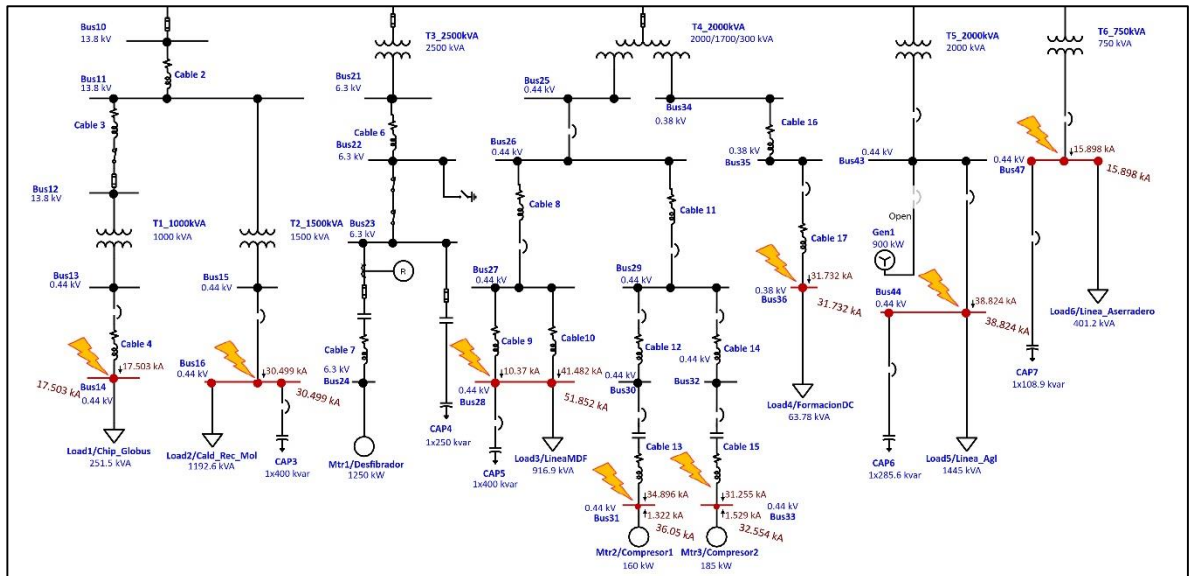 Bus10
13.8 kV
Cable 2
Bus11
13.8 kV
Cable 3
Bus12
13.8 kV
T1_1000kVA
1000 kVA
Bus13
0.44 kV
Cable 4
17.503 kA
17.503 kA
Bus14
0.44 kV
Load1/Chip_Globus
251.5 kVA
T2_1500kVA
1500 kVA
Bus15
0.44 kV
Bus16
0.44 kV
30.499 kA
30.499 kA
Load2/Cald_Rec_Mol
1192.6 kVA
CAP3
1x400 kvar
T3_2500kVA
2500 kVA
Bus21
6.3 kV
Cable 6
Bus22
6.3 kV
Bus23
6.3 kV
R
Cable 7
6.3 kV
Bus24
Mtr1/Desfibrador
1250 kW
CAP4
1x250 kvar
T4_2000kVA
2000/1700/300 kVA
Bus25
0.44 kV
Bus26
0.44 kV
Cable 8
Bus27
0.44 kV
Cable 9
Cable10
10.37 kA
41.482 kA
0.44 kV
Bus28
51.852 kA
CAP5
1x400 kvar
Load3/LineaMDF
916.9 kVA
Cable 11
Bus29
0.44 kV
Cable 12
0.44 kV
Bus30
Cable 13
34.896 kA
0.44 kV
Bus31
1.322 kA
36.05 kA
Mtr2/Compresor1
160 kW
Cable 14
0.44 kV
Bus32
Cable 15
31.255 kA
0.44 kV
Bus33
1.529 kA
32.554 kA
Mtr3/Compresor2
185 kW
Bus34
0.38 kV
Cable 16
0.38 kV
Bus35
Cable 17
31.732 kA
0.38 kV
Bus36
31.732 kA
Load4/FormacionDC
63.78 kVA
T5_2000kVA
2000 kVA
0.44 kV
Bus43
Open
Gen1
900 kW
Bus44
0.44 kV
38.824 kA
38.824 kA
CAP6
1x285.6 kvar
Load5/Linea_Agl
1445 kVA
T6_750kVA
750 kVA
15.898 kA
0.44 kV
Bus47
15.898 kA
CAP7
1x108.9 kvar
Load6/Linea_Aserradero
401.2 kVA